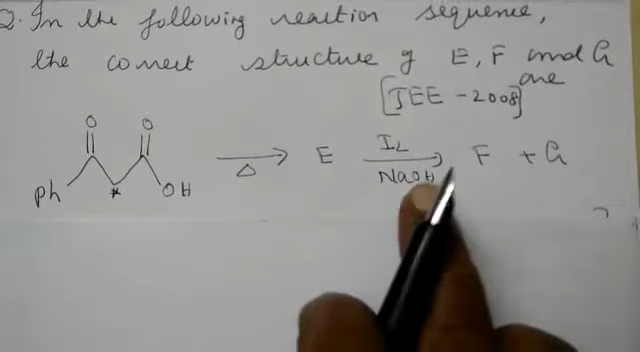 Q. In the following reaction sequence,
the correct structure of E, F and G
are
[JEE - 2008]
O O
Ph * OH
Δ E I₂ NaOH F + G